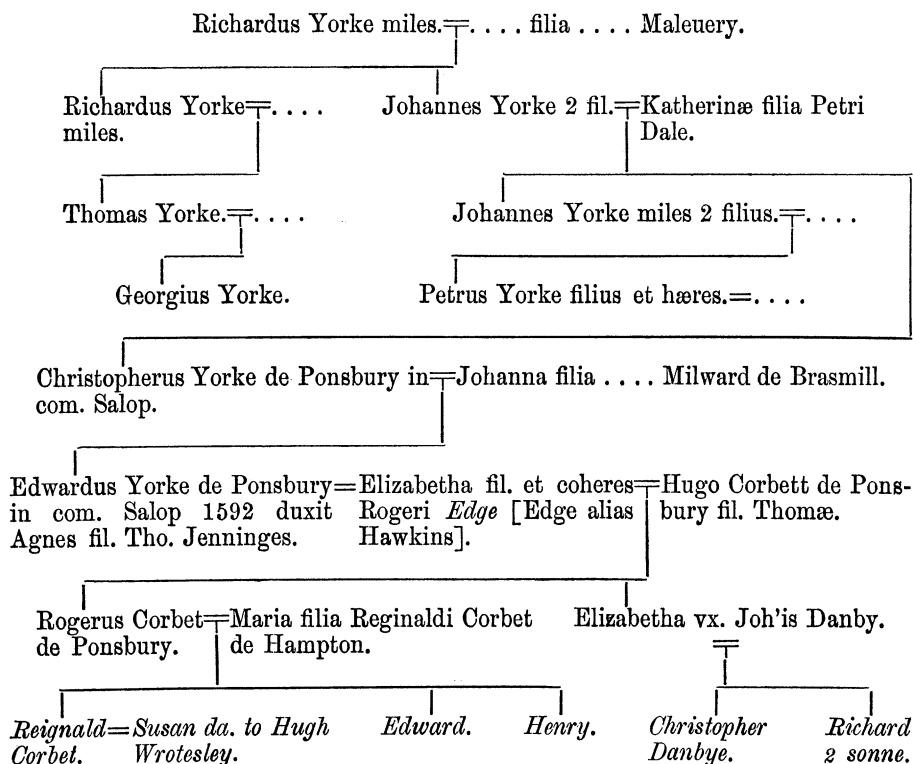 Richardus Yorke miles.=. . . . filia . . . . Maleuery.
Richardus Yorke=. . . .
miles.
Johannes Yorke 2 fil.=Katherinæ filia Petri
Dale.
Thomas Yorke.=. . . .
Johannes Yorke miles 2 filius.=. . . .
Georgius Yorke.
Petrus Yorke filius et hæres.=. . . .
Christopherus Yorke de Ponsbury in=Johanna filia . . . . Milward de Brasmill.
com. Salop.
Edwardus Yorke de Ponsbury=Elizabetha fil. et coheres=Hugo Corbett de Pons-
in com. Salop 1592 duxit Rogeri Edge [Edge alias bury fil. Thomæ.
Agnes fil. Tho. Jenninges. Hawkins].
Rogerus Corbet=Maria filia Reginaldi Corbet
de Ponsbury. de Hampton.
Elizabetha vx. Joh'is Danby.
=
Reignald=Susan da. to Hugh
Corbet. Wrotesley.
Edward.
Henry.
Christopher
Danbye.
Richard
2 sonne.